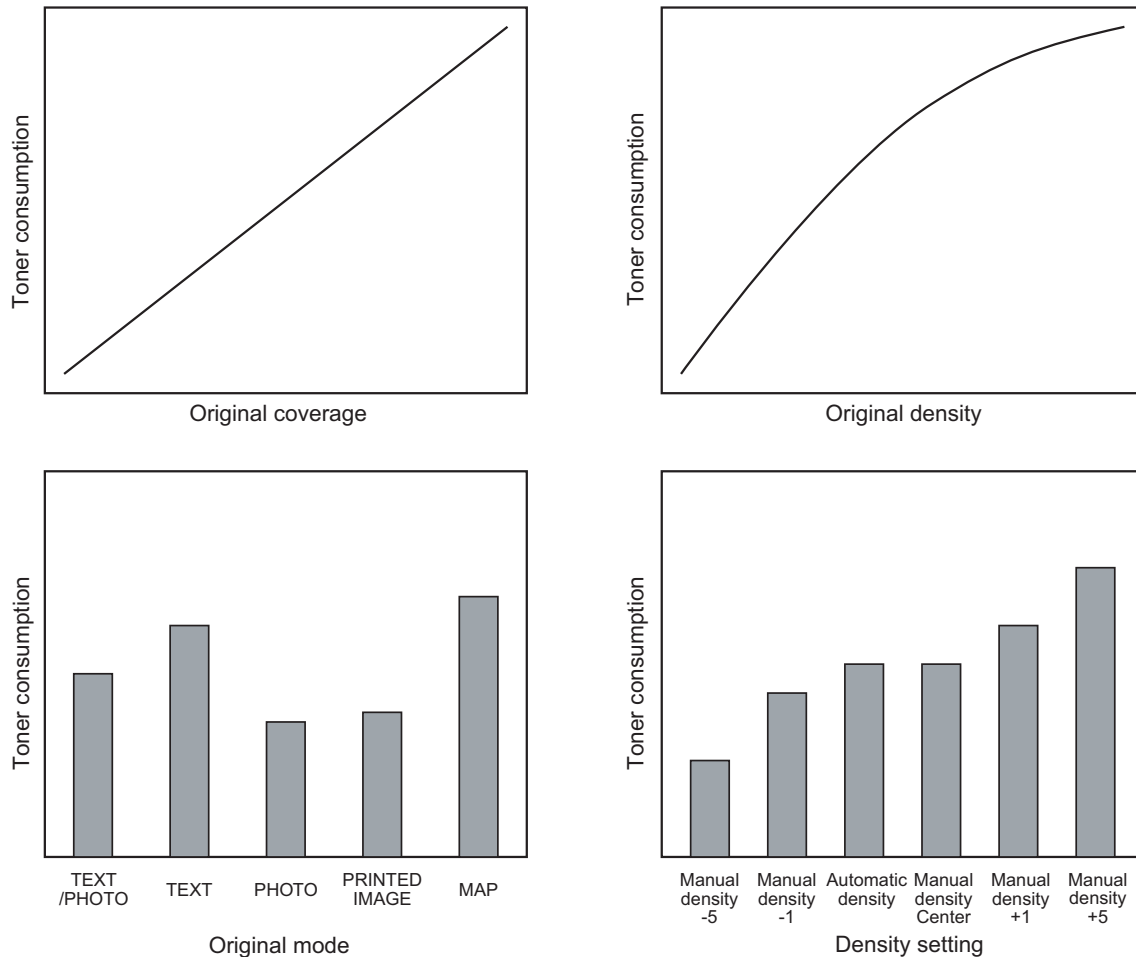 Toner consumption
Original coverage
Toner consumption
Original density
Toner consumption
TEXT
/PHOTO
TEXT
PHOTO
PRINTED
IMAGE
MAP
Original mode
Toner consumption
Manual
density
-5
Manual
density
-1
Automatic
density
Manual
density
Center
Manual
density
+1
Manual
density
+5
Density setting